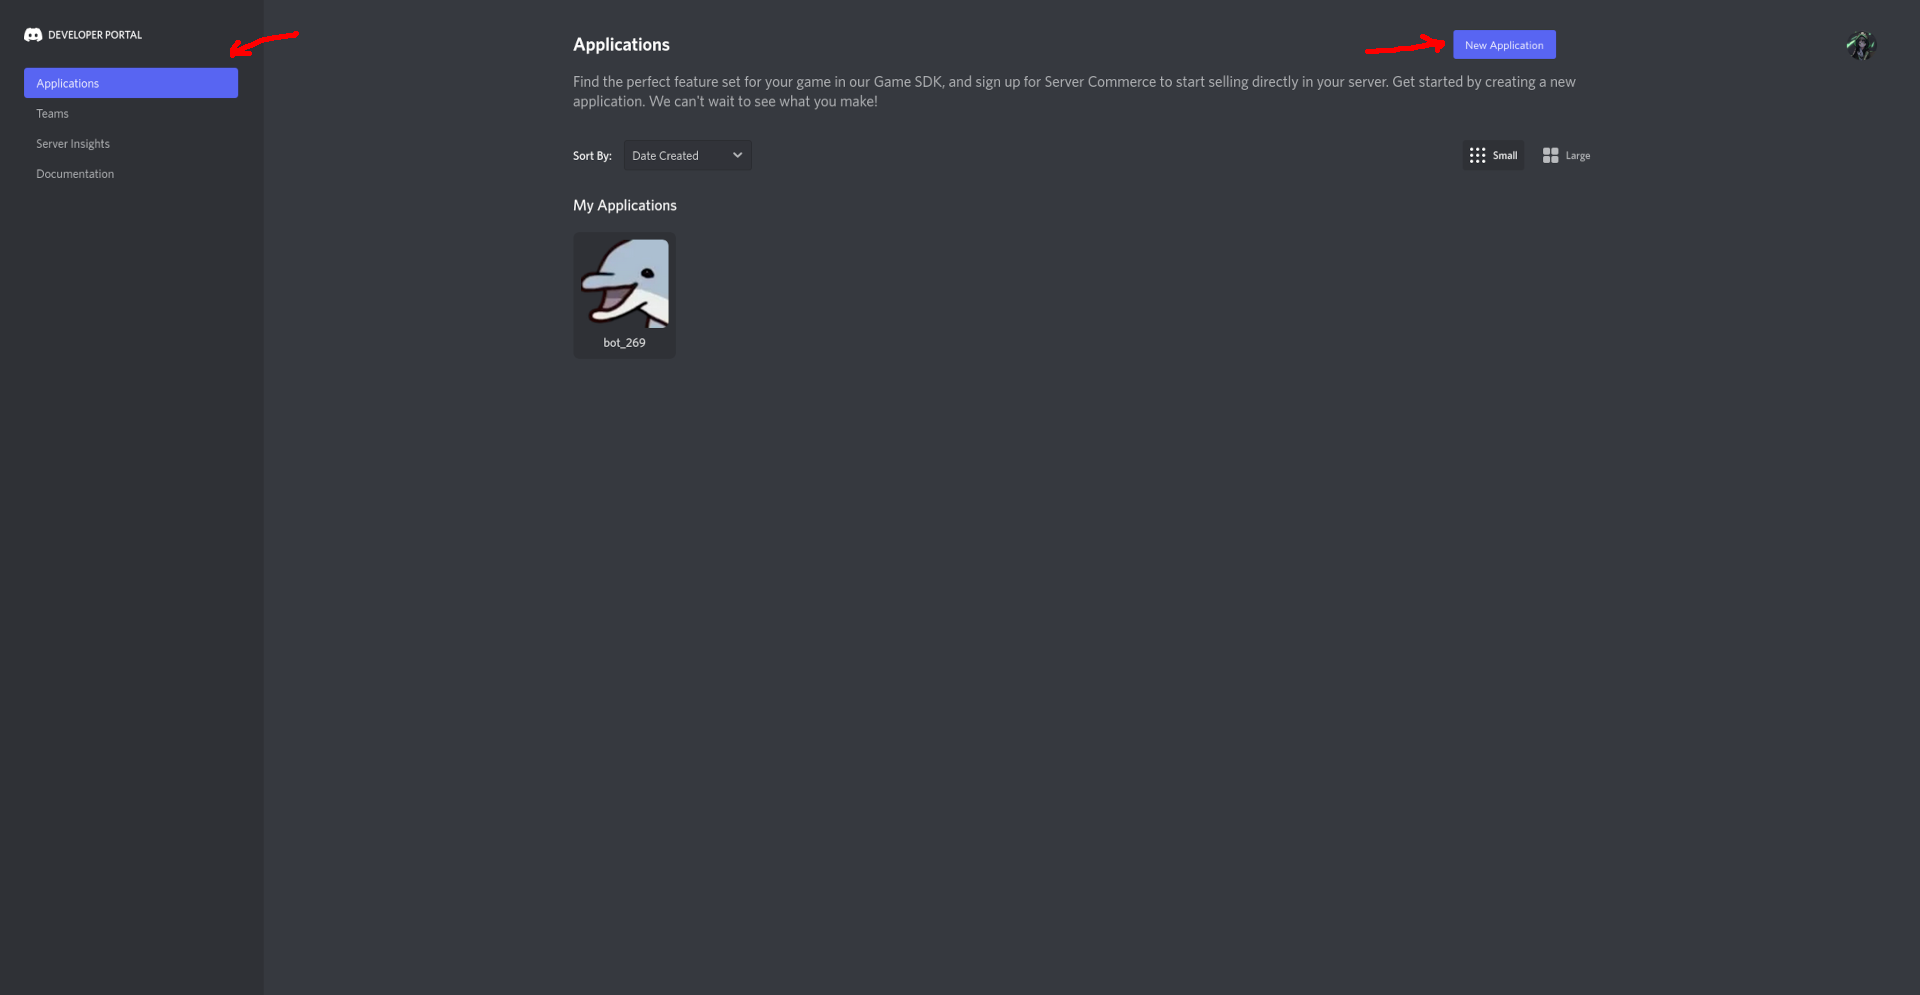 DEVELOPER PORTAL
Applications
Teams
Server Insights
Documentation
Applications
New Application
Find the perfect feature set for your game in our Game SDK, and sign up for Server Commerce to start selling directly in your server. Get started by creating a new
application. We can't wait to see what you make!
Sort By: Date Created
Small Large
My Applications
bot_269